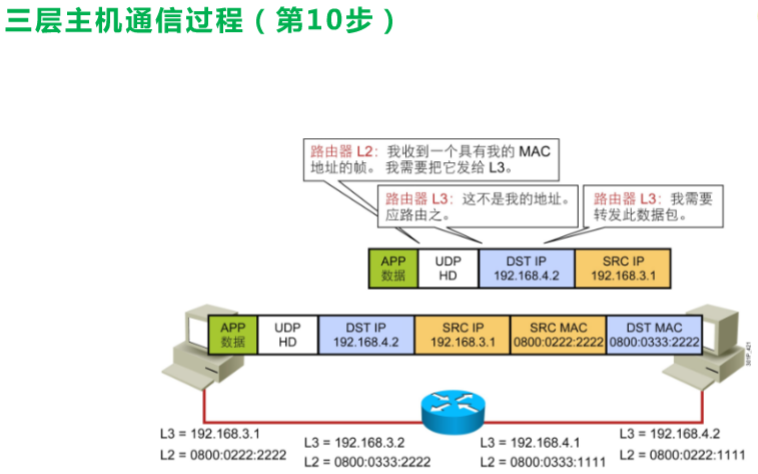 三层主机通信过程（第10步）
路由器 L2：我收到一个具有我的 MAC
地址的帧。我需要把它发给 L3。
路由器 L3：这不是我的地址。
应路由之。
路由器 L3：我需要
转发此数据包。
APP
数据
UDP
HD
DST IP
192.168.4.2
SRC IP
192.168.3.1
APP
数据
UDP
HD
DST IP
192.168.4.2
SRC IP
192.168.3.1
SRC MAC
0800:0222:2222
DST MAC
0800:0333:2222
L3 = 192.168.3.1
L2 = 0800:0222:2222
L3 = 192.168.3.2
L2 = 0800:0333:2222
L3 = 192.168.4.1
L2 = 0800:0333:1111
L3 = 192.168.4.2
L2 = 0800:0222:1111